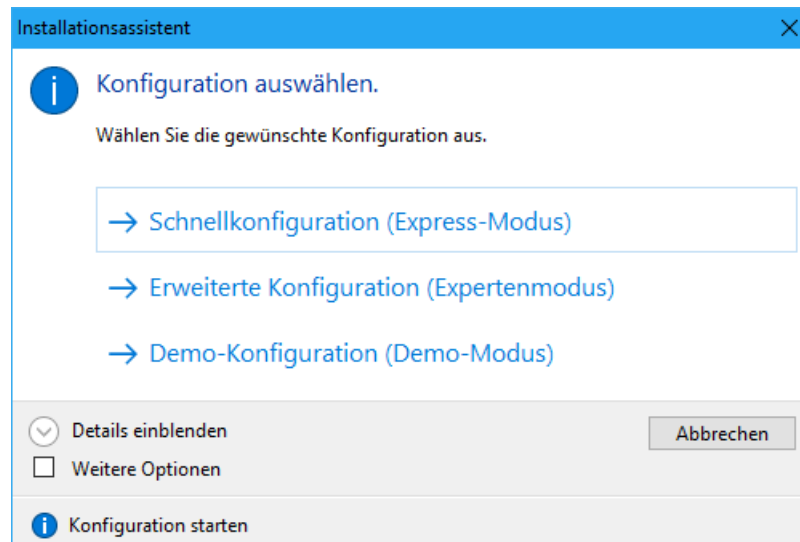 Installationsassistent
Konfiguration auswählen.
Wählen Sie die gewünschte Konfiguration aus.
Schnellkonfiguration (Express-Modus)
Erweiterte Konfiguration (Expertenmodus)
Demo-Konfiguration (Demo-Modus)
Details einblenden
Abbrechen
Weitere Optionen
Konfiguration starten